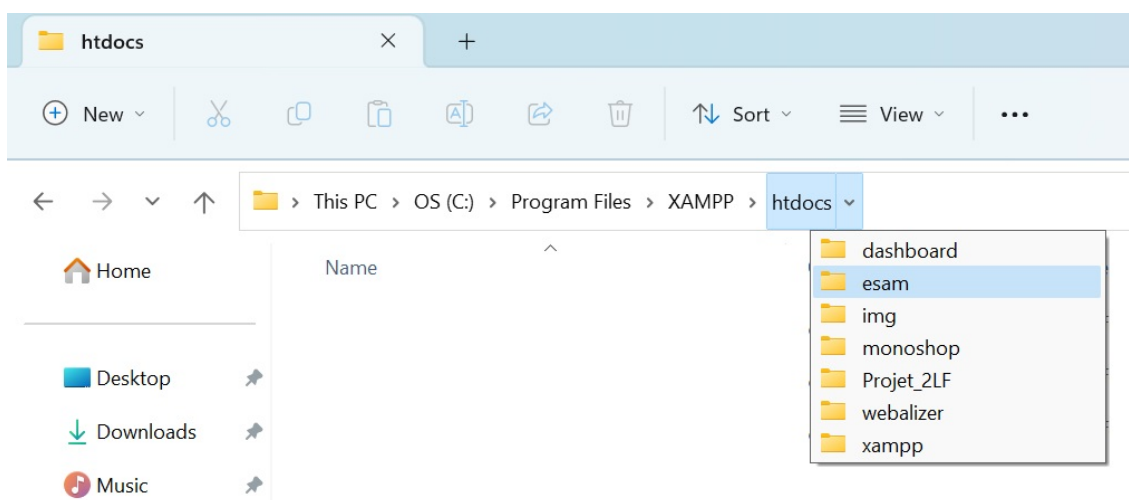 htdocs
New
Sort
View
This PC > OS (C:) > Program Files > XAMPP > htdocs
Home
Name
Desktop
Downloads
Music
dashboard
esam
img
monoshop
Projet_2LF
webalizer
xampp